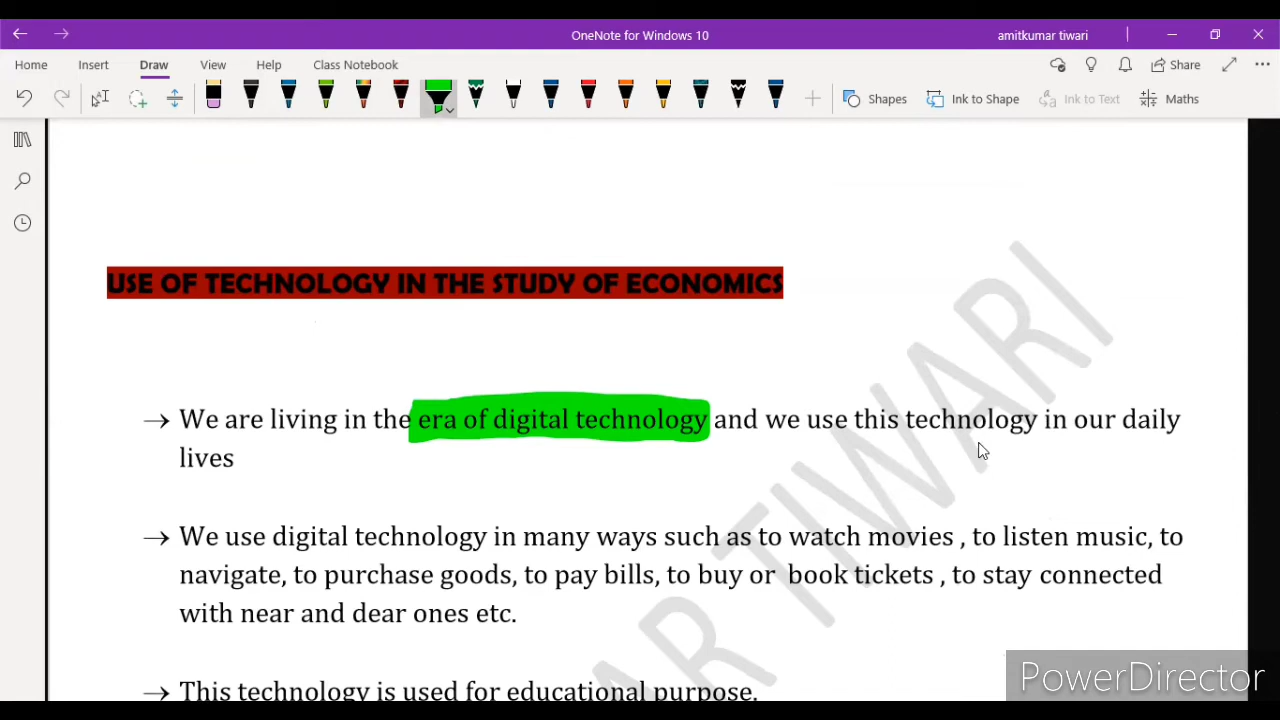 OneNote for Windows 10
amitkumar tiwari
Home Insert Draw View Help Class Notebook
Share
Shapes Ink to Shape Ink to Text Maths
USE OF TECHNOLOGY IN THE STUDY OF ECONOMICS
→ We are living in the era of digital technology and we use this technology in our daily
lives
→ We use digital technology in many ways such as to watch movies , to listen music, to
navigate, to purchase goods, to pay bills, to buy or book tickets , to stay connected
with near and dear ones etc.
→ This technology is used for educational purpose.
AR TIWARI
PowerDirector